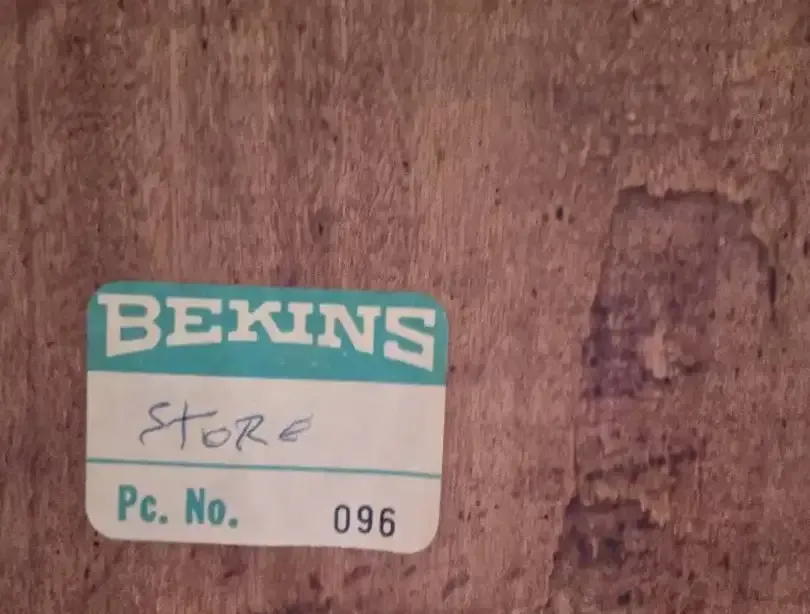 BEKINS
STORE
Pc. No. 096